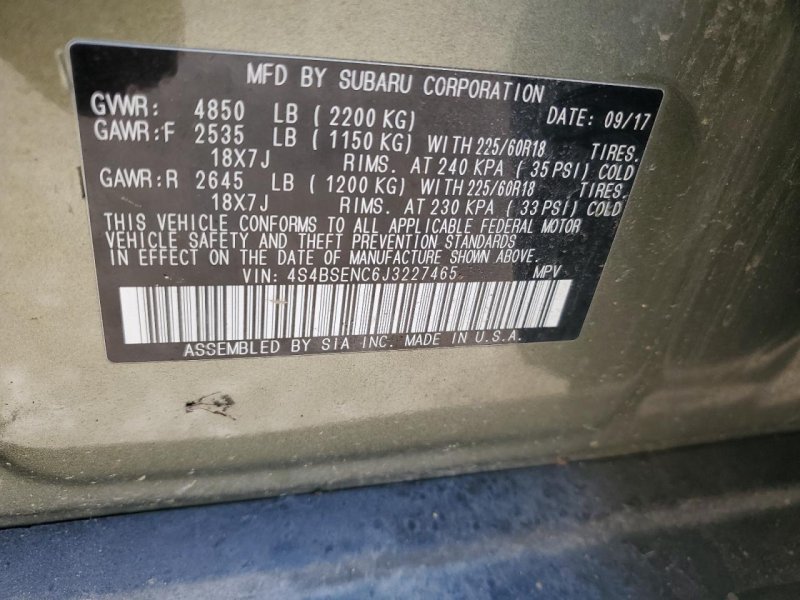 MFD BY SUBARU CORPORATION
GVWR: 4850 LB ( 2200 KG) DATE: 09/17
GAWR:F 2535 LB ( 1150 KG) WITH 225/60R18 TIRES.
18X7J RIMS. AT 240 KPA ( 35 PSI) COLD
GAWR:R 2645 LB ( 1200 KG) WITH 225/60R18 TIRES.
18X7J RIMS. AT 230 KPA ( 33 PSI) COLD
THIS VEHICLE CONFORMS TO ALL APPLICABLE FEDERAL MOTOR
VEHICLE SAFETY AND THEFT PREVENTION STANDARDS
IN EFFECT ON THE DATE OF MANUFACTURE SHOWN ABOVE.
VIN: 4S4BSENC6J3227465 MPV
ASSEMBLED BY SIA INC. MADE IN U.S.A.